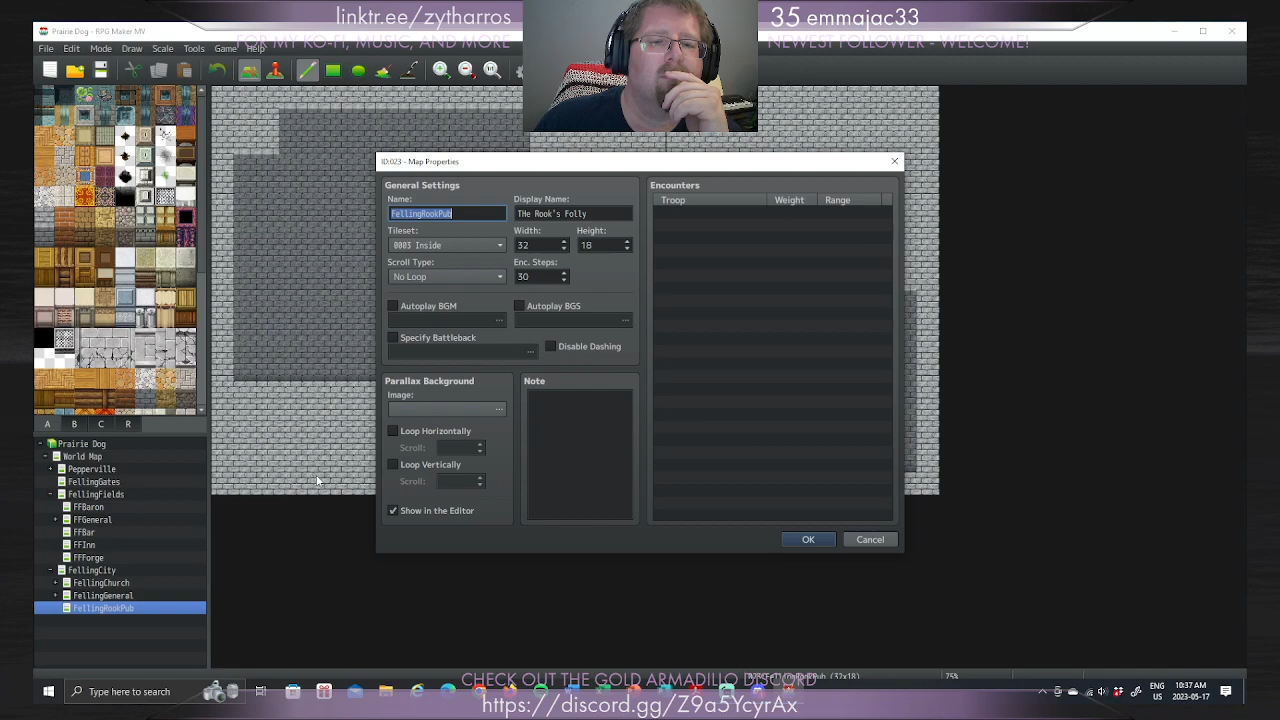 linktr.ee/zytharros
35 emmajac33
FOR MY KO-FI, MUSIC, AND MORE
NEWEST FOLLOWER - WELCOME!
Prairie Dog - RPG Maker MV
File Edit Mode Draw Scale Tools Game Help
ID:023 - Map Properties
General Settings
Name:
Display Name:
FellingRookPub
THe Rook's Folly
Tileset:
Width:
Height:
0003 Inside
32
18
Scroll Type:
Enc. Steps:
No Loop
30
Autoplay BGM
Autoplay BGS
Specify Battleback
Disable Dashing
Parallax Background
Image:
Loop Horizontally
Scroll:
Loop Vertically
Scroll:
Show in the Editor
Note
Encounters
Troop Weight Range
OK
Cancel
A B C R
Prairie Dog
World Map
Pepperville
FellingGates
FellingFields
FFBaron
FFGeneral
FFBar
FFInn
FFForge
FellingCity
FellingChurch
FellingGeneral
FellingRookPub
75%
CHECK OUT THE GOLD ARMADILLO DISCORD
https://discord.gg/Z9a5YcyrAx
Type here to search
ENG
US
10:37 AM
2023-05-17